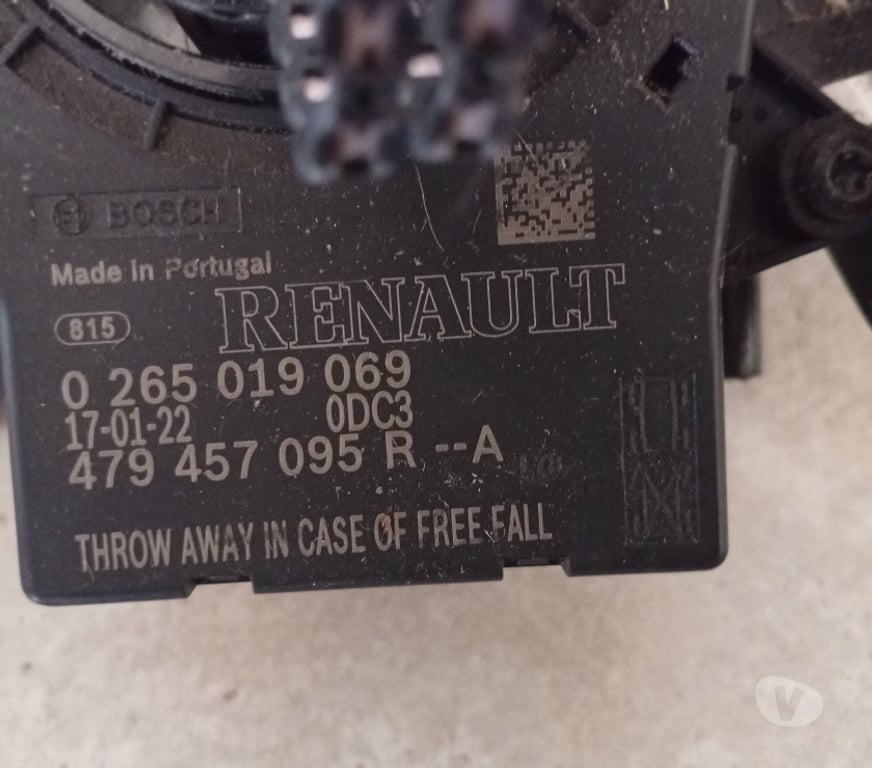 BOSCH
Made in Portugal
815
RENAULT
0 265 019 069
17-01-22 0DC3
479 457 095 R --A
THROW AWAY IN CASE OF FREE FALL
V